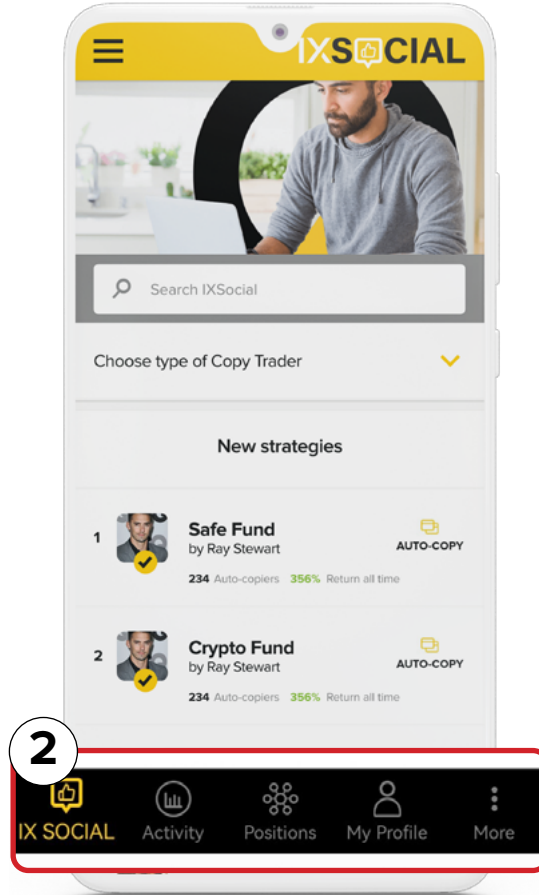 IXSOCIAL
Search IXSocial
Choose type of Copy Trader
New strategies
1
Safe Fund
by Ray Stewart
234 Auto-copiers 356% Return all time
AUTO-COPY
2
Crypto Fund
by Ray Stewart
234 Auto-copiers 356% Return all time
AUTO-COPY
2
IX SOCIAL Activity Positions My Profile More